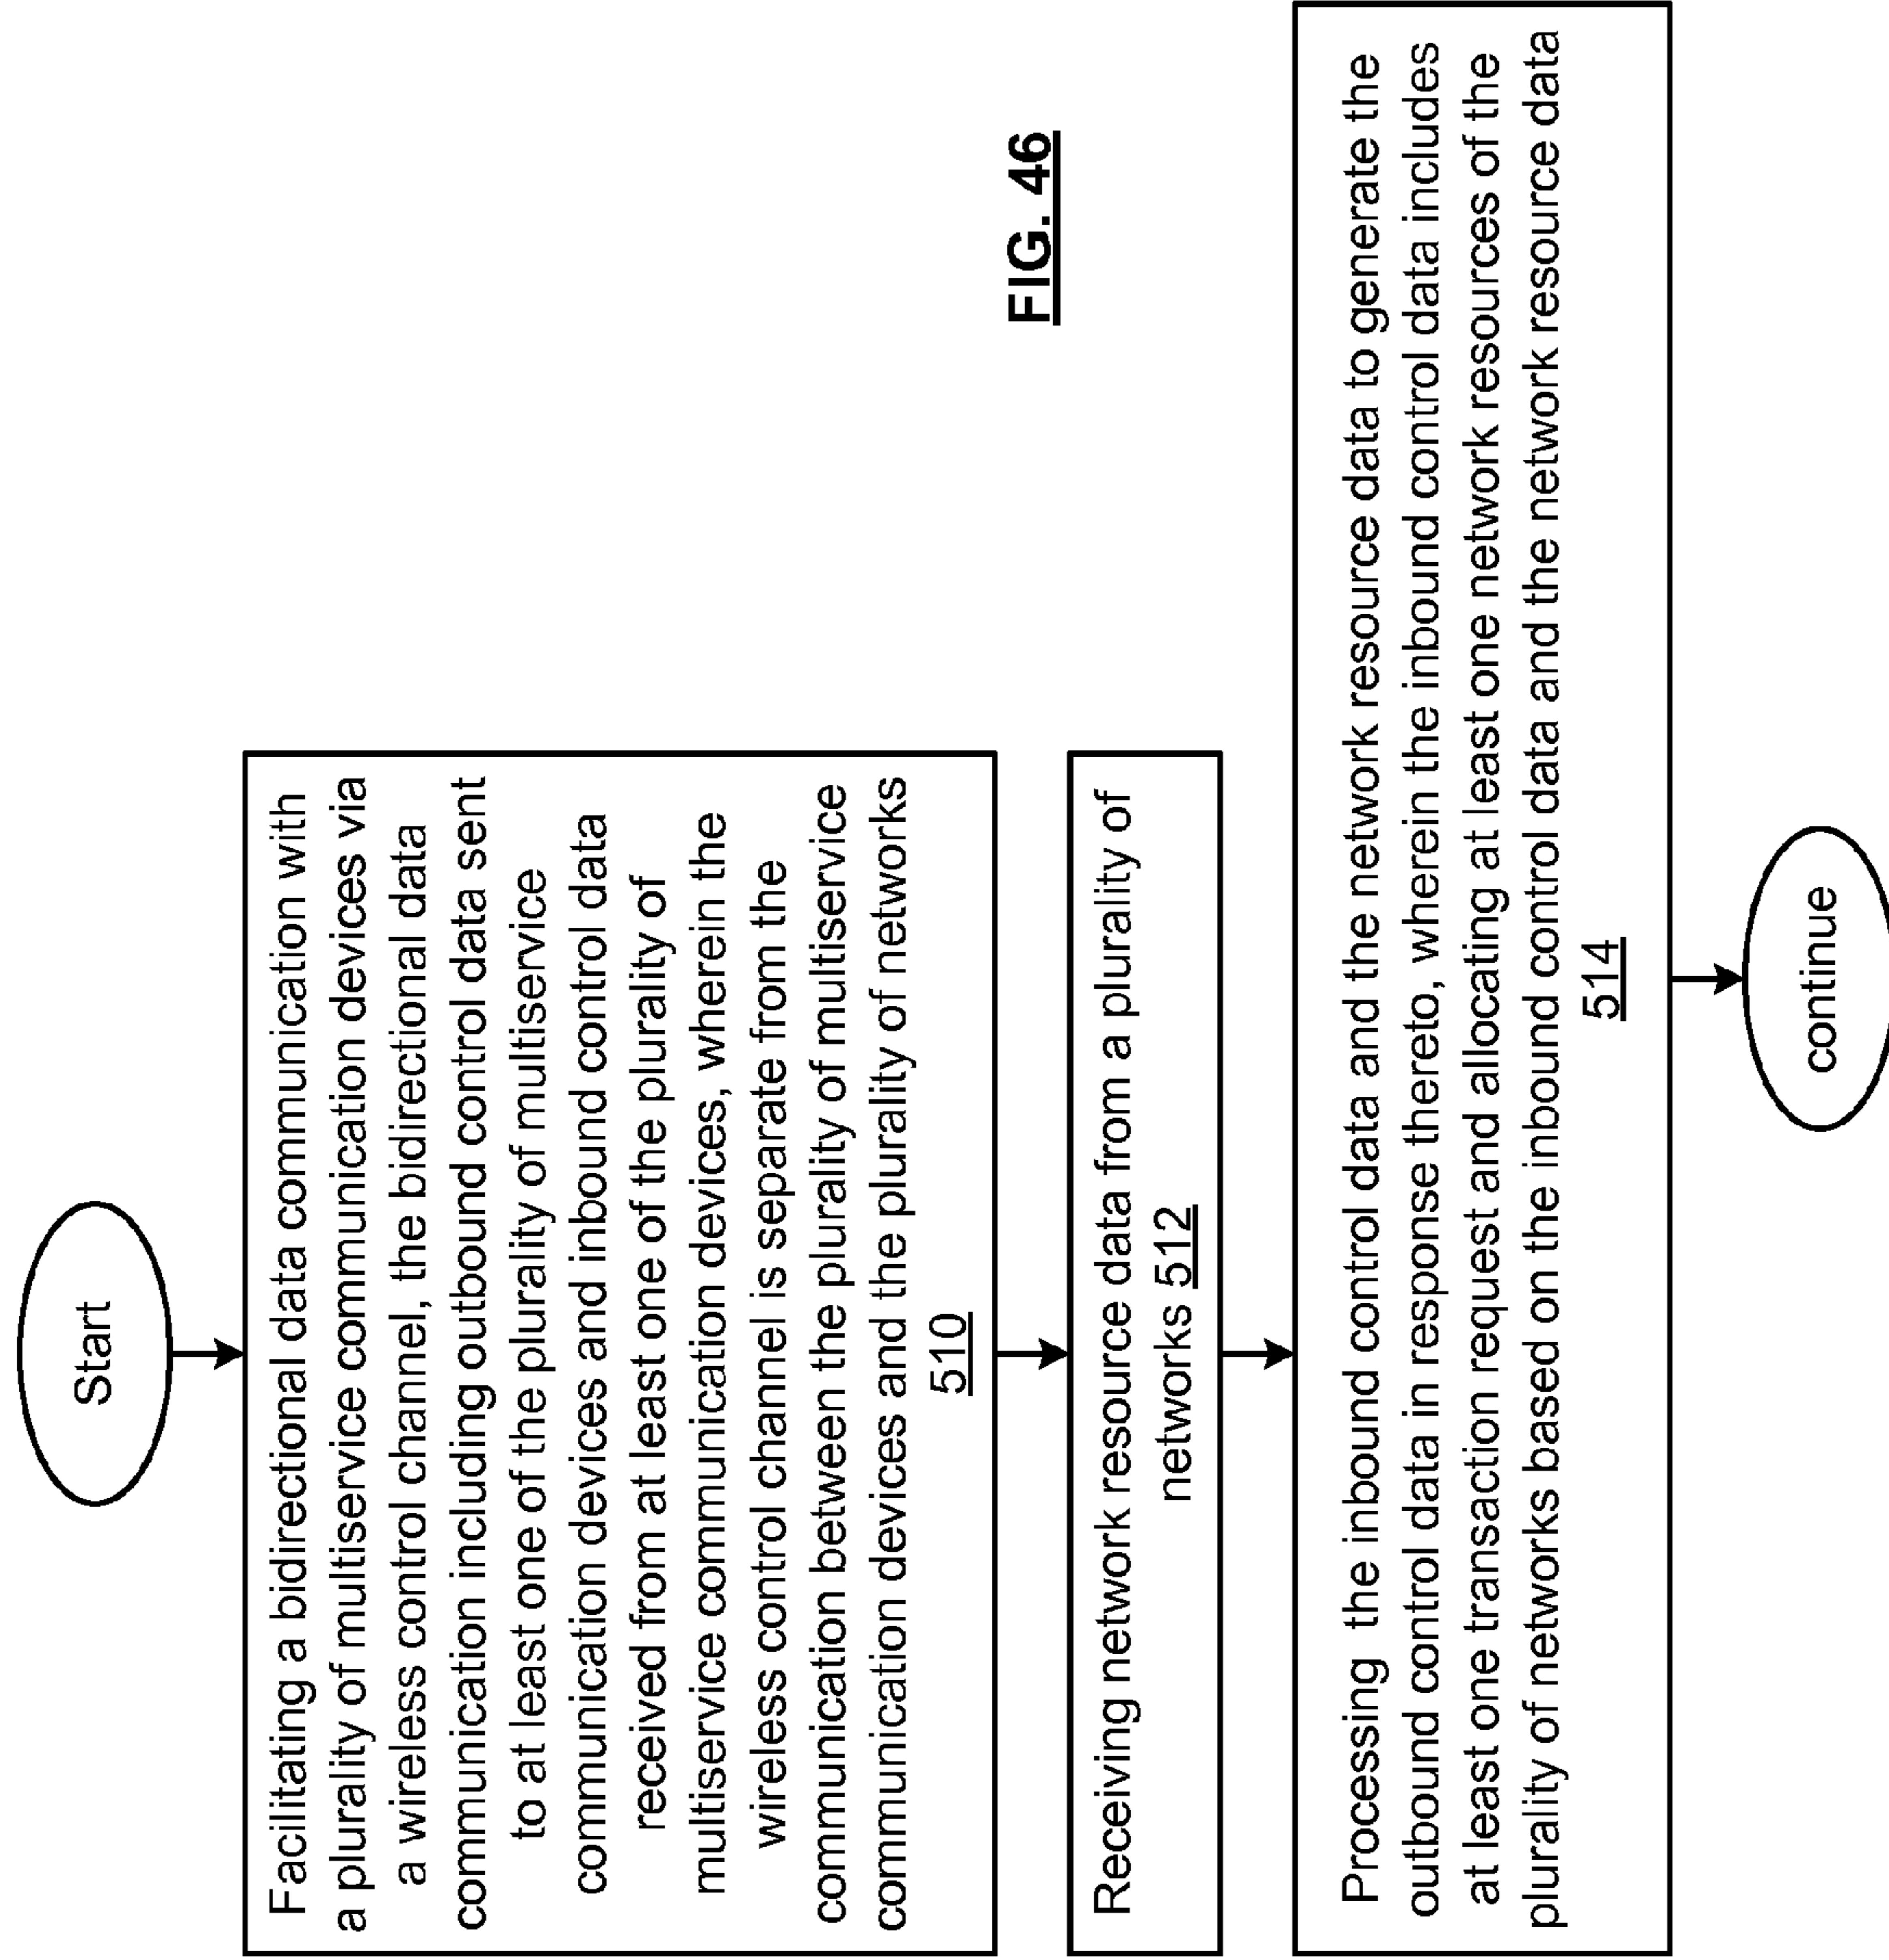 Start
Facilitating a bidirectional data communication with
a plurality of multiservice communication devices via
a wireless control channel, the bidirectional data
communication including outbound control data sent
to at least one of the plurality of multiservice
communication devices and inbound control data
received from at least one of the plurality of
multiservice communication devices, wherein the
wireless control channel is separate from the
communication between the plurality of multiservice
communication devices and the plurality of networks
510
Receiving network resource data from a plurality of
networks 512
Processing the inbound control data and the network resource data to generate the
outbound control data in response thereto, wherein the inbound control data includes
at least one transaction request and allocating at least one network resources of the
plurality of networks based on the inbound control data and the network resource data
514
continue
FIG. 46